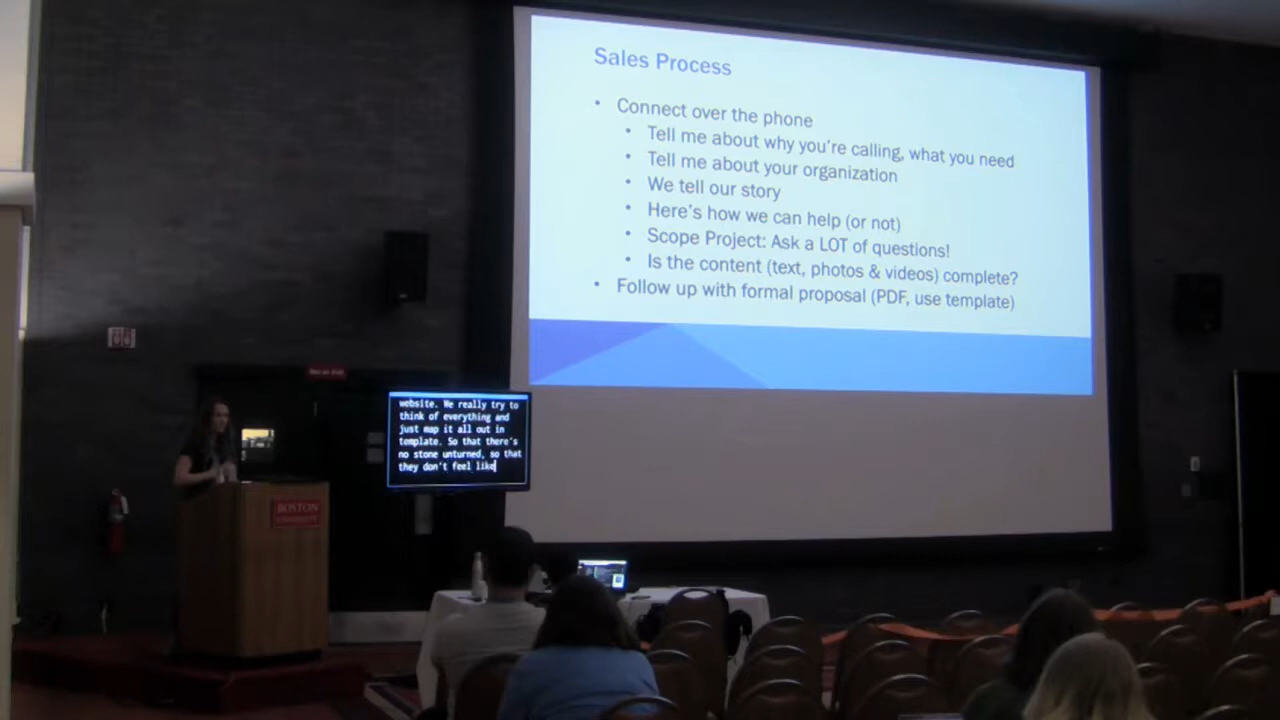 Sales Process
• Connect over the phone
• Tell me about why you're calling, what you need
• Tell me about your organization
• We tell our story
• Here's how we can help (or not)
• Scope Project: Ask a LOT of questions!
• Is the content (text, photos & videos) complete?
• Follow up with formal proposal (PDF, use template)
website. We really try to
think of everything and
just map it all out in
template. So that there's
no stone unturned, so that
they don't feel like
BOSTON
UNIVERSITY